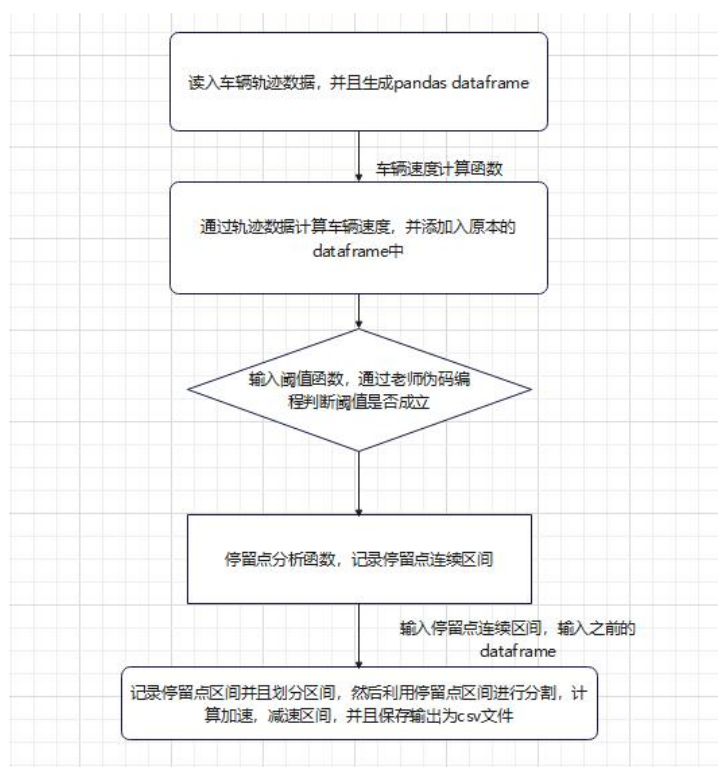 读入车辆轨迹数据，并且生成pandas dataframe
车辆速度计算函数
通过轨迹数据计算车辆速度，并添加入原本的
dataframe中
输入阈值函数，通过老师伪码编
程判断阈值是否成立
停留点分析函数，记录停留点连续区间
输入停留点连续区间，输入之前的
dataframe
记录停留点区间并且划分区间，然后利用停留点区间进行分割，计
算加速，减速区间，并且保存输出为csv文件